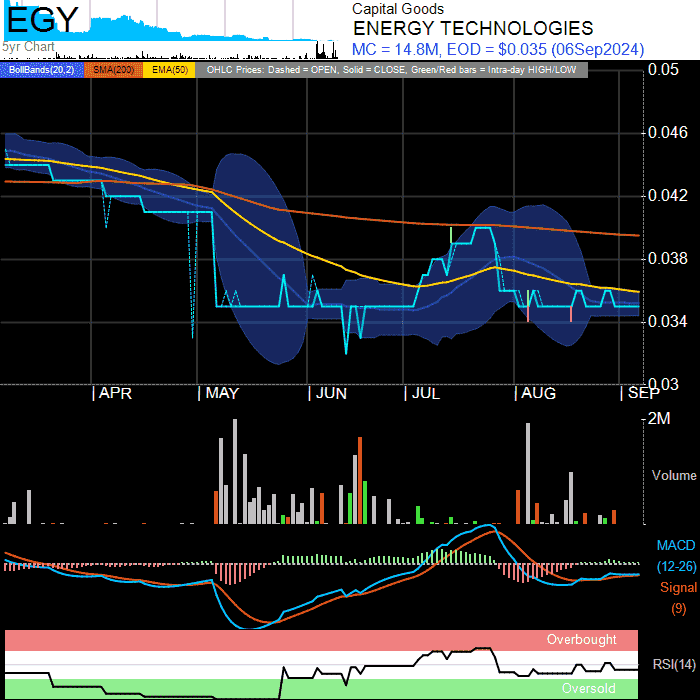 EGY
5yr Chart
Capital Goods
ENERGY TECHNOLOGIES
MC = 14.8M, EOD = $0.035 (06Sep2024)
BollBands(20,2) SMA(200) EMA(50) OHLC Prices: Dashed = OPEN, Solid = CLOSE, Green/Red bars = Intra-day HIGH/LOW
0.05
0.046
0.042
0.038
0.034
0.03
APR MAY JUN JUL AUG SEP
2M
Volume
MACD
(12-26)
Signal
(9)
Overbought
RSI(14)
Oversold